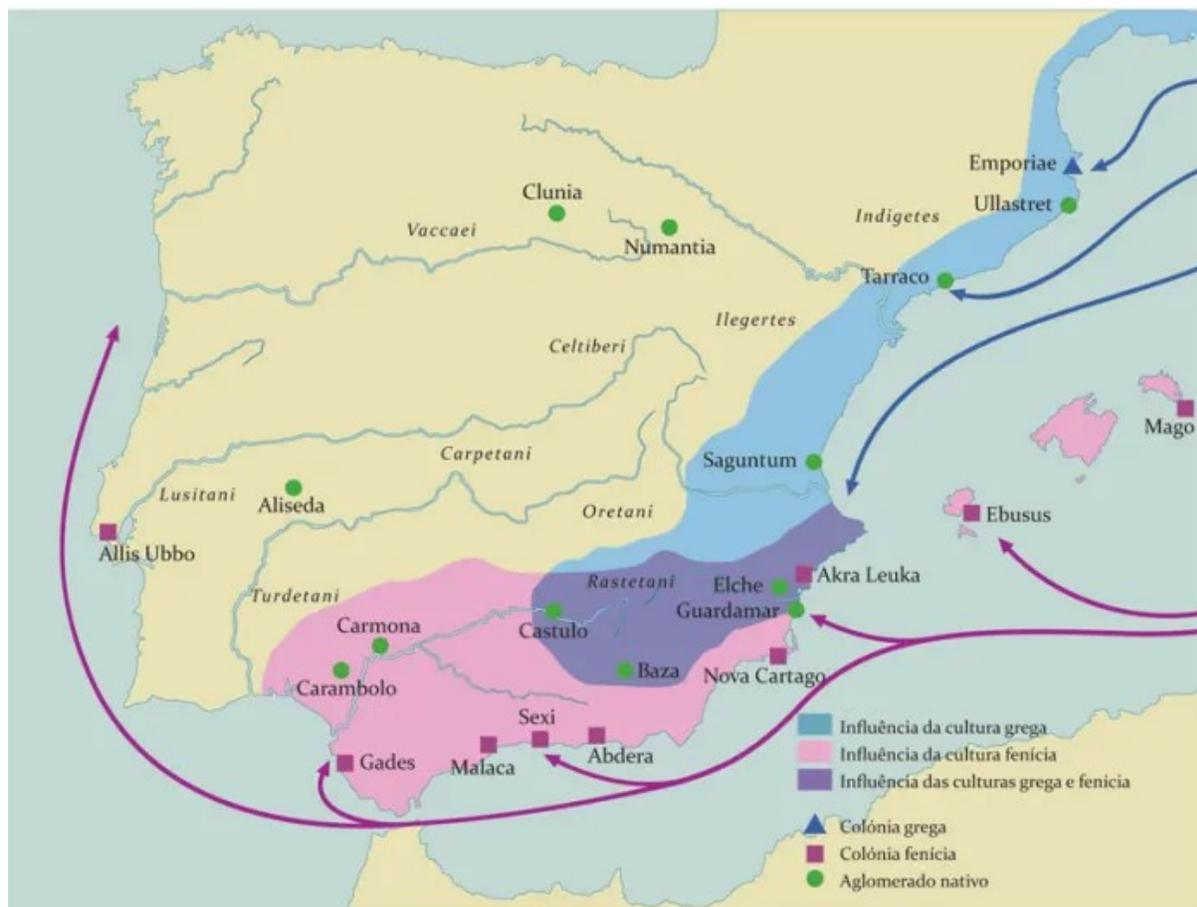 Emporiae
Ullastret
Clunia
Indigetes
Vaccaei
Numantia
Tarraco
Ilegertes
Celtiberi
Mago
Carpetani
Saguntum
Lusitani
Aliseda
Oretani
Ebusus
Allis Ubbo
Rastetani
Elche
Akra Leuka
Turdetani
Guardamar
Carmona
Castulo
Baza
Nova Cartago
Carambolo
Sexi
Abdera
Gades
Malaca
Influência da cultura grega
Influência da cultura fenícia
Influência das culturas grega e fenícia
Colónia grega
Colónia fenícia
Aglomerado nativo